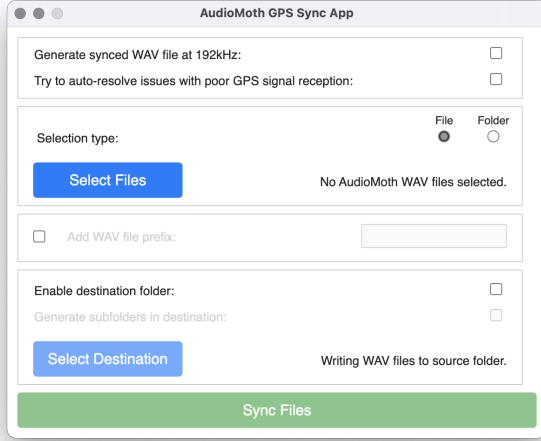 AudioMoth GPS Sync App
Generate synced WAV file at 192kHz:
Try to auto-resolve issues with poor GPS signal reception:
File Folder
Selection type:
Select Files
No AudioMoth WAV files selected.
Add WAV file prefix:
Enable destination folder:
Generate subfolders in destination:
Select Destination
Writing WAV files to source folder.
Sync Files